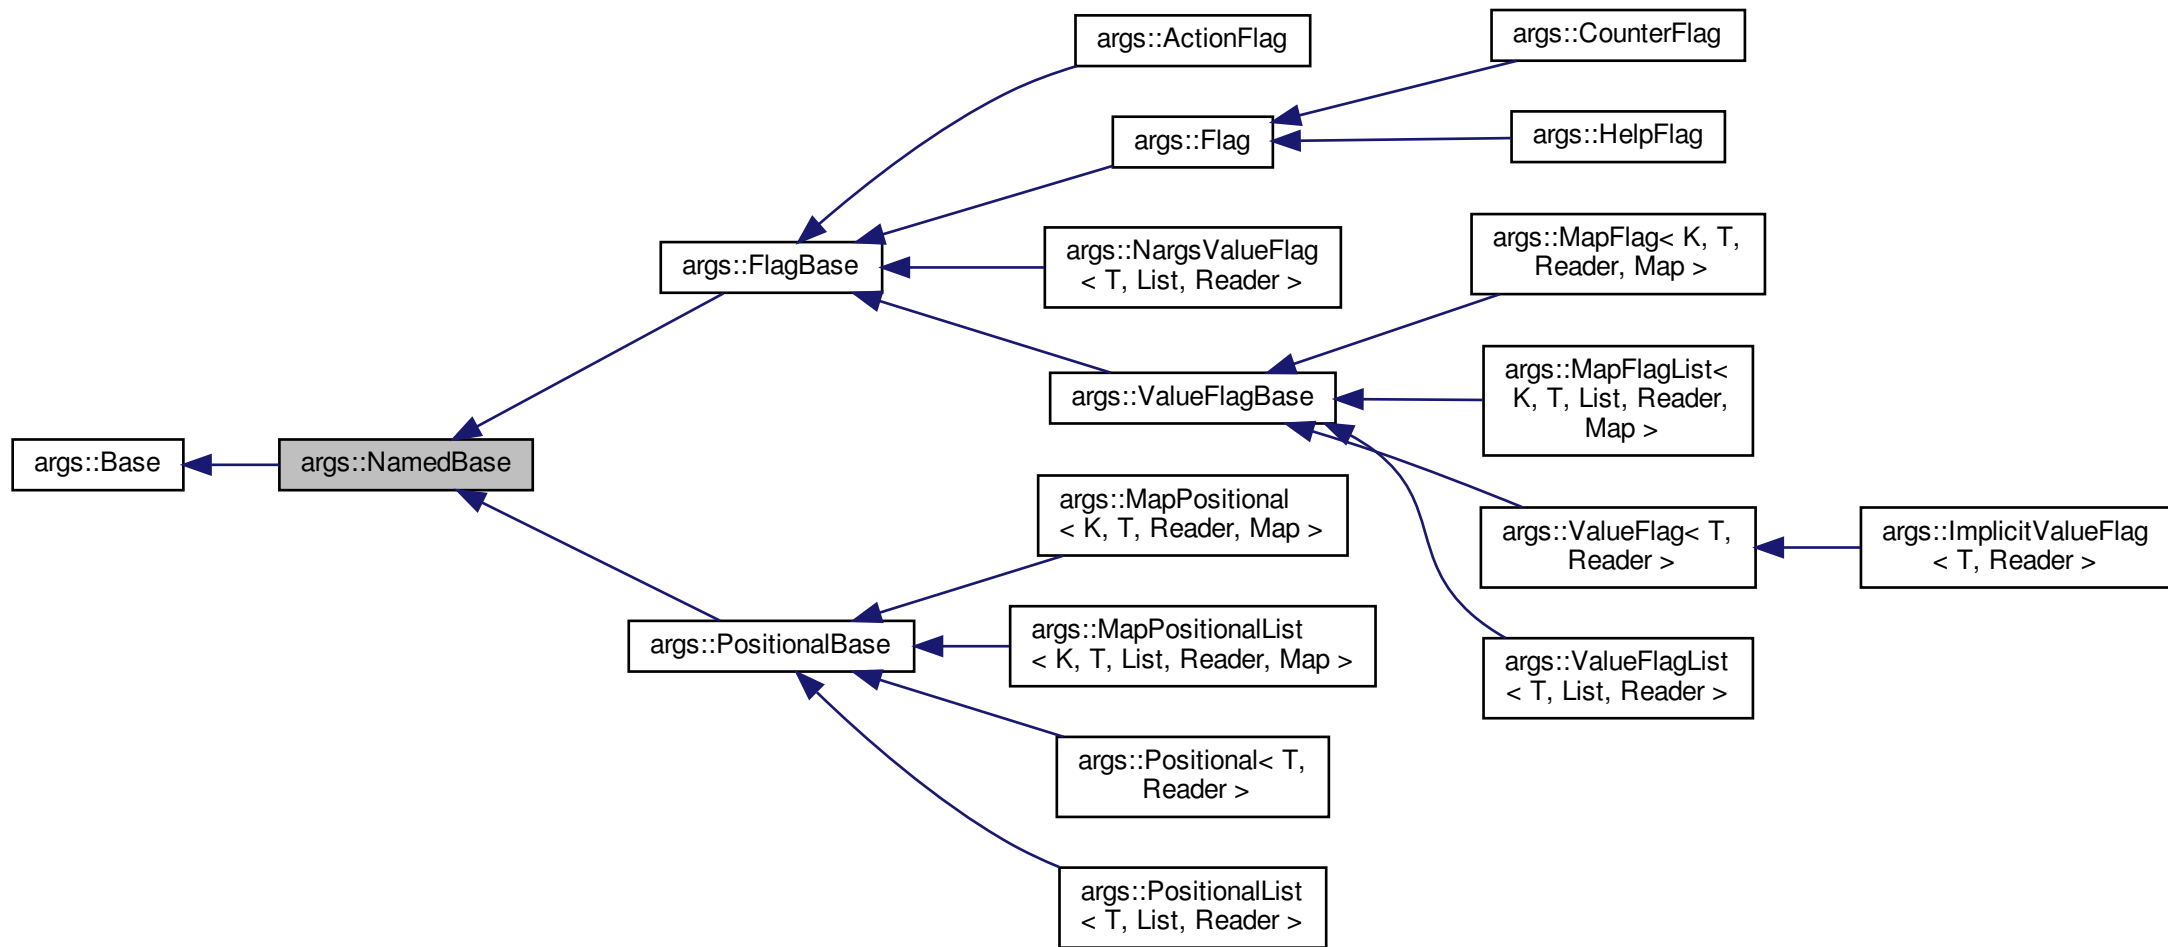 args::Base
args::NamedBase
args::FlagBase
args::PositionalBase
args::ActionFlag
args::Flag
args::NargsValueFlag
< T, List, Reader >
args::ValueFlagBase
args::MapPositional
< K, T, Reader, Map >
args::MapPositionalList
< K, T, List, Reader, Map >
args::Positional< T,
Reader >
args::PositionalList
< T, List, Reader >
args::CounterFlag
args::HelpFlag
args::MapFlag< K, T,
Reader, Map >
args::MapFlagList<
K, T, List, Reader,
Map >
args::ValueFlag< T,
Reader >
args::ValueFlagList
< T, List, Reader >
args::ImplicitValueFlag
< T, Reader >